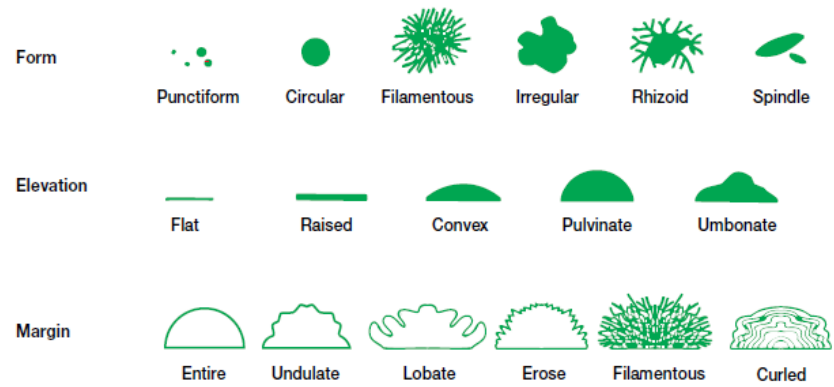 Form
Punctiform Circular Filamentous Irregular Rhizoid Spindle
Elevation
Flat Raised Convex Pulvinate Umbonate
Margin
Entire Undulate Lobate Erose Filamentous Curled